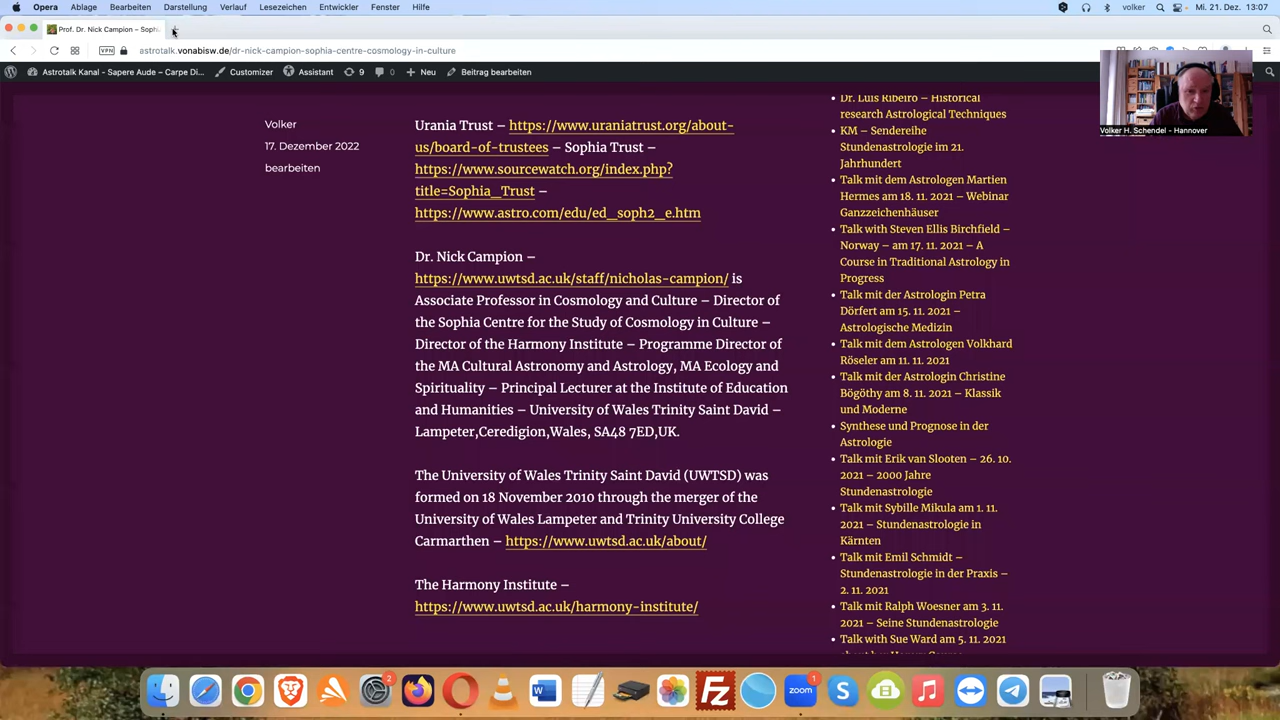 Opera Ablage Bearbeiten Darstellung Verlauf Lesezeichen Entwickler Fenster Hilfe
volker Mi. 21. Dez. 13:07
Prof. Dr. Nick Campion – Soph
VPN
astrotalk.vonabisw.de/dr-nick-campion-sophia-centre-cosmology-in-culture
Astrotalk Kanal - Sapere Aude – Carpe Di... Customizer Assistant 9 0 Neu Beitrag bearbeiten
Volker H. Schendel - Hannover
Volker
17. Dezember 2022
bearbeiten
Urania Trust – https://www.uraniatrust.org/about-
us/board-of-trustees – Sophia Trust –
https://www.sourcewatch.org/index.php?
title=Sophia_Trust –
https://www.astro.com/edu/ed_soph2_e.htm
Dr. Nick Campion –
https://www.uwtsd.ac.uk/staff/nicholas-campion/ is
Associate Professor in Cosmology and Culture – Director of
the Sophia Centre for the Study of Cosmology in Culture –
Director of the Harmony Institute – Programme Director of
the MA Cultural Astronomy and Astrology, MA Ecology and
Spirituality – Principal Lecturer at the Institute of Education
and Humanities – University of Wales Trinity Saint David –
Lampeter,Ceredigion,Wales, SA48 7ED,UK.
The University of Wales Trinity Saint David (UWTSD) was
formed on 18 November 2010 through the merger of the
University of Wales Lampeter and Trinity University College
Carmarthen – https://www.uwtsd.ac.uk/about/
The Harmony Institute –
https://www.uwtsd.ac.uk/harmony-institute/
Dr. Luis Ribeiro – Historical
research Astrological Techniques
KM – Sendereihe
Stundenastrologie im 21.
Jahrhundert
Talk mit dem Astrologen Martien
Hermes am 18. 11. 2021 – Webinar
Ganzzeichenhäuser
Talk with Steven Ellis Birchfield –
Norway – am 17. 11. 2021 – A
Course in Traditional Astrology in
Progress
Talk mit der Astrologin Petra
Dörfert am 15. 11. 2021 –
Astrologische Medizin
Talk mit dem Astrologen Volkhard
Röseler am 11. 11. 2021
Talk mit der Astrologin Christine
Bögöthy am 8. 11. 2021 – Klassik
und Moderne
Synthese und Prognose in der
Astrologie
Talk mit Erik van Slooten – 26. 10.
2021 – 2000 Jahre
Stundenastrologie
Talk mit Sybille Mikula am 1. 11.
2021 – Stundenastrologie in
Kärnten
Talk mit Emil Schmidt –
Stundenastrologie in der Praxis –
2. 11. 2021
Talk mit Ralph Woesner am 3. 11.
2021 – Seine Stundenastrologie
Talk with Sue Ward am 5. 11. 2021
2
zoom
1